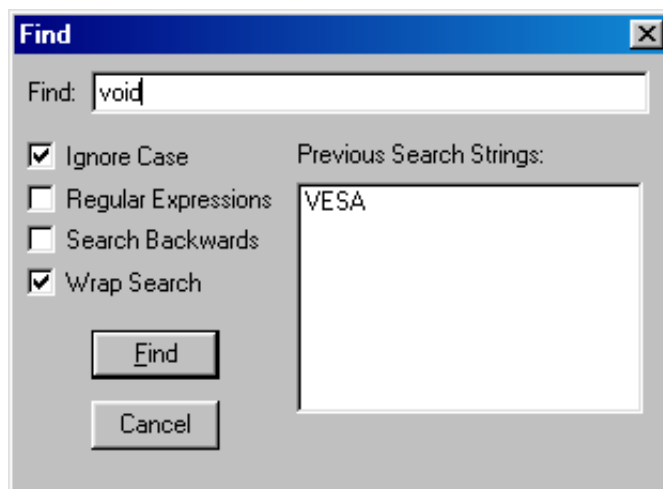 Find
Find: void
Ignore Case
Previous Search Strings:
Regular Expressions
VESA
Search Backwards
Wrap Search
Find
Cancel